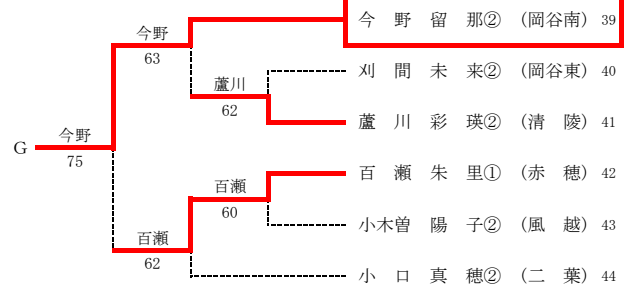 今野留那② (岡谷南) 39
今野
63
刈間未来② (岡谷東) 40
蘆川
62
蘆川彩瑛② (清陵) 41
G 今野
75
百瀬朱里① (赤穂) 42
百瀬
60
小木曽陽子② (風越) 43
百瀬
62
小口真穂② (二葉) 44